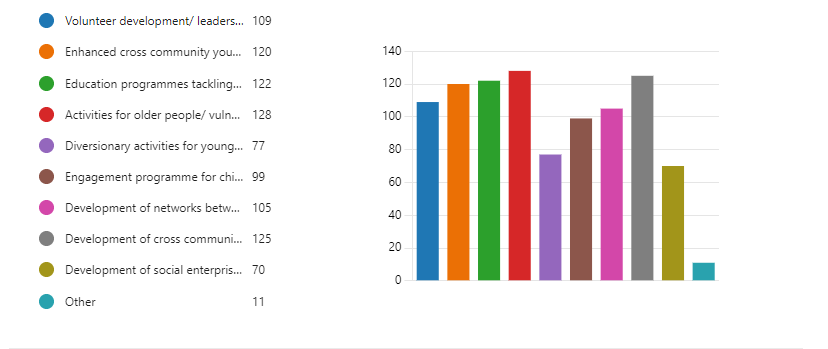 Volunteer development/ leaders... 109
Enhanced cross community you... 120
Education programmes tackling... 122
Activities for older people/ vuln... 128
Diversionary activities for young... 77
Engagement programme for chi... 99
Development of networks betw... 105
Development of cross communi... 125
Development of social enterpris... 70
Other 11
140
120
100
80
60
40
20
0